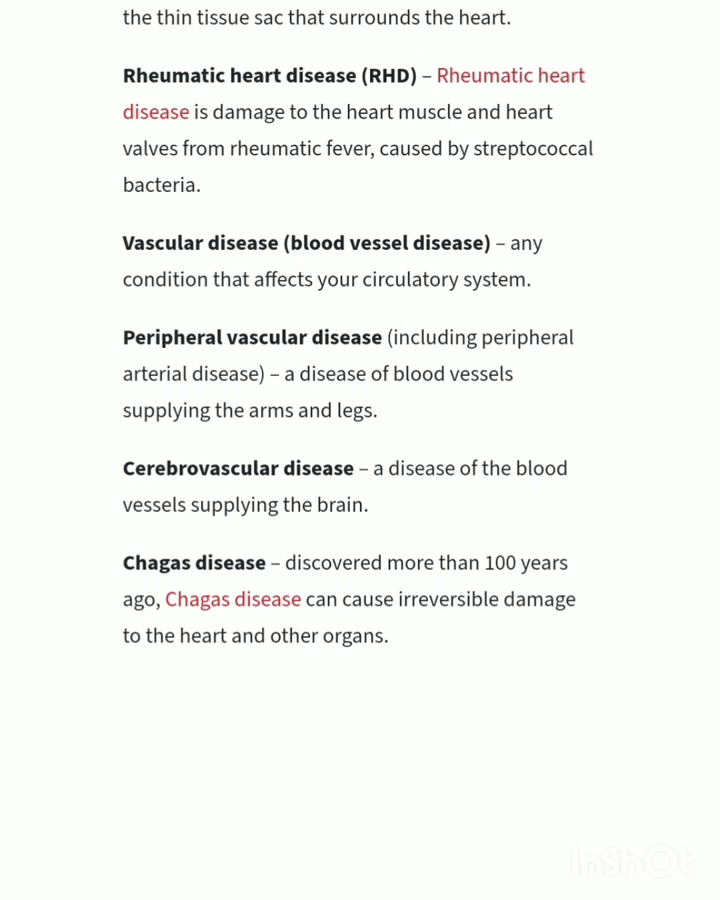 the thin tissue sac that surrounds the heart.
Rheumatic heart disease (RHD) – Rheumatic heart
disease is damage to the heart muscle and heart
valves from rheumatic fever, caused by streptococcal
bacteria.
Vascular disease (blood vessel disease) – any
condition that affects your circulatory system.
Peripheral vascular disease (including peripheral
arterial disease) – a disease of blood vessels
supplying the arms and legs.
Cerebrovascular disease – a disease of the blood
vessels supplying the brain.
Chagas disease – discovered more than 100 years
ago, Chagas disease can cause irreversible damage
to the heart and other organs.
InShOt